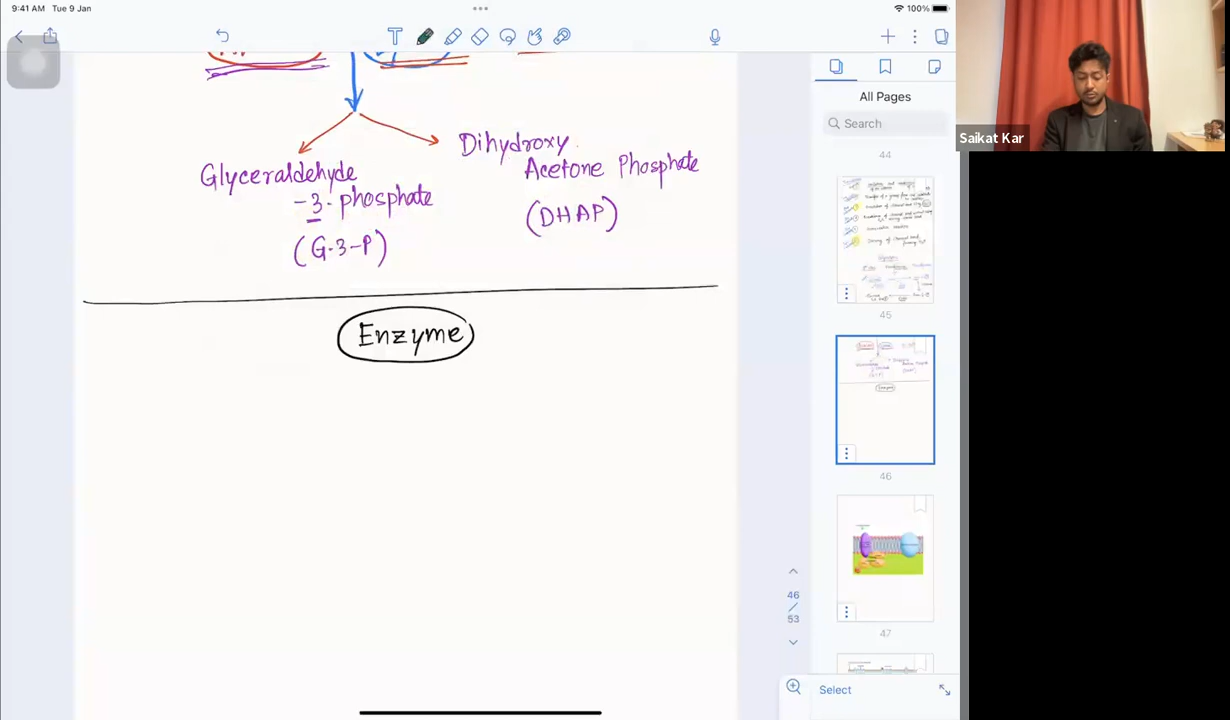 9:41 AM Tue 9 Jan
100%
Dihydroxy
Acetone Phosphate
(DHAP)
Glyceraldehyde
-3-phosphate
(G-3-P)
Enzyme
All Pages
Search
44
45
46
47
46
/
53
Select
Saikat Kar